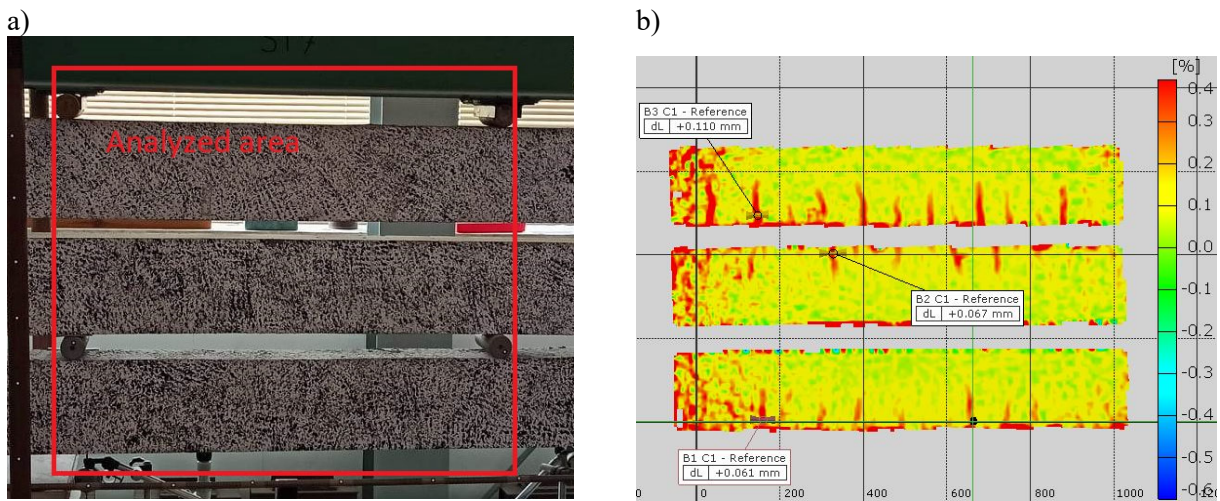 a)
b)
S17
Analyzed area
[%]
B3 C1 - Reference
dL +0.110 mm
B2 C1 - Reference
dL +0.067 mm
B1 C1 - Reference
dL +0.061 mm
0.4
0.3
0.2
0.1
0.0
-0.1
-0.2
-0.3
-0.4
-0.5
-0.6
0 200 400 600 800 1000